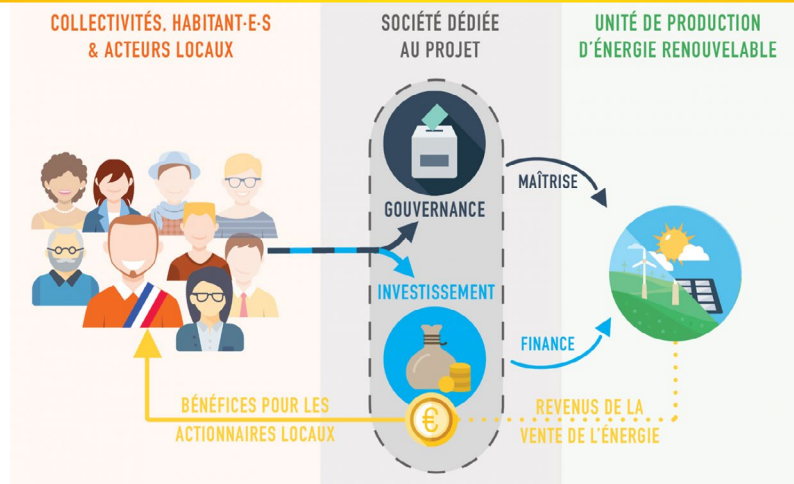 COLLECTIVITÉS, HABITANT·E·S
& ACTEURS LOCAUX
SOCIÉTÉ DÉDIÉE
AU PROJET
UNITÉ DE PRODUCTION
D'ÉNERGIE RENOUVELABLE
GOUVERNANCE
MAÎTRISE
INVESTISSEMENT
FINANCE
€
BÉNÉFICES POUR LES
ACTIONNAIRES LOCAUX
REVENUS DE LA
VENTE DE L'ÉNERGIE